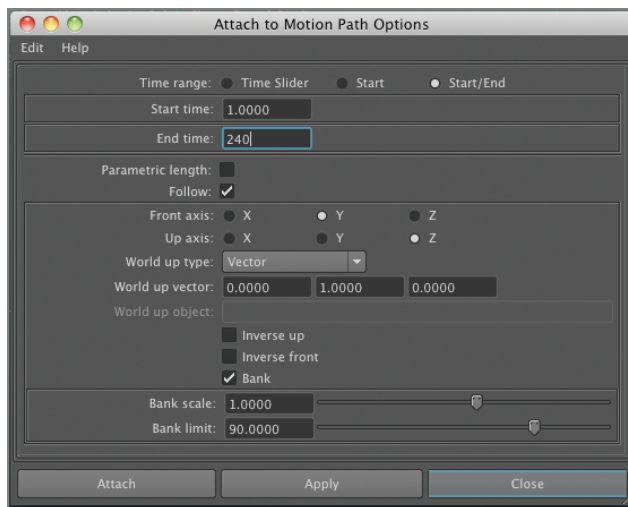 Attach to Motion Path Options
Edit Help
Time range: Time Slider Start Start/End
Start time: 1.0000
End time: 240
Parametric length:
Follow:
Front axis: X Y Z
Up axis: X Y Z
World up type: Vector
World up vector: 0.0000 1.0000 0.0000
World up object:
Inverse up
Inverse front
Bank
Bank scale: 1.0000
Bank limit: 90.0000
Attach Apply Close